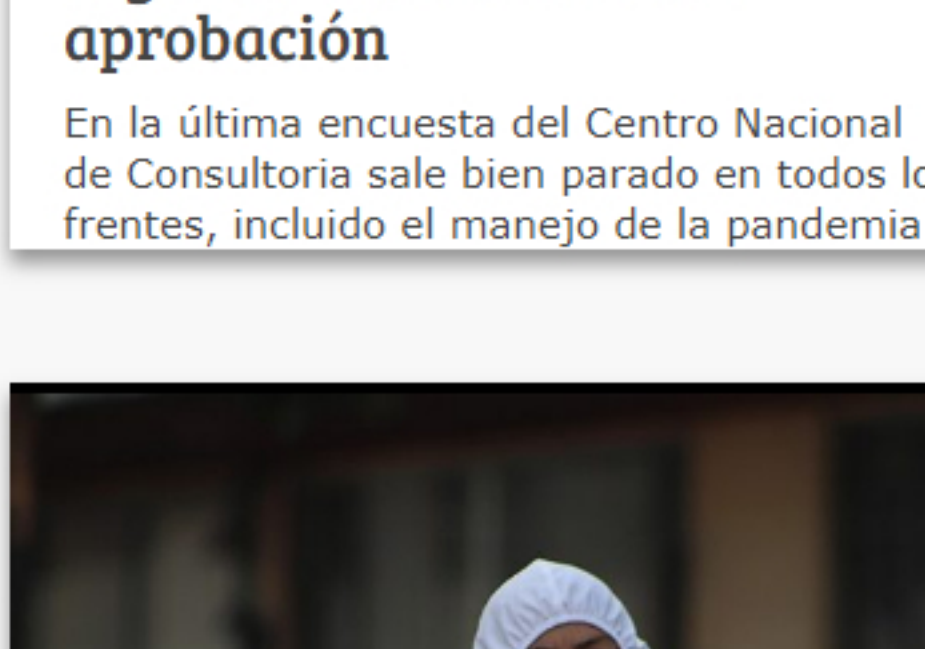 aprobación
En la última encuesta del Centro Nacional
de Consultoria sale bien parado en todos
frentes, incluido el manejo de la pandemia